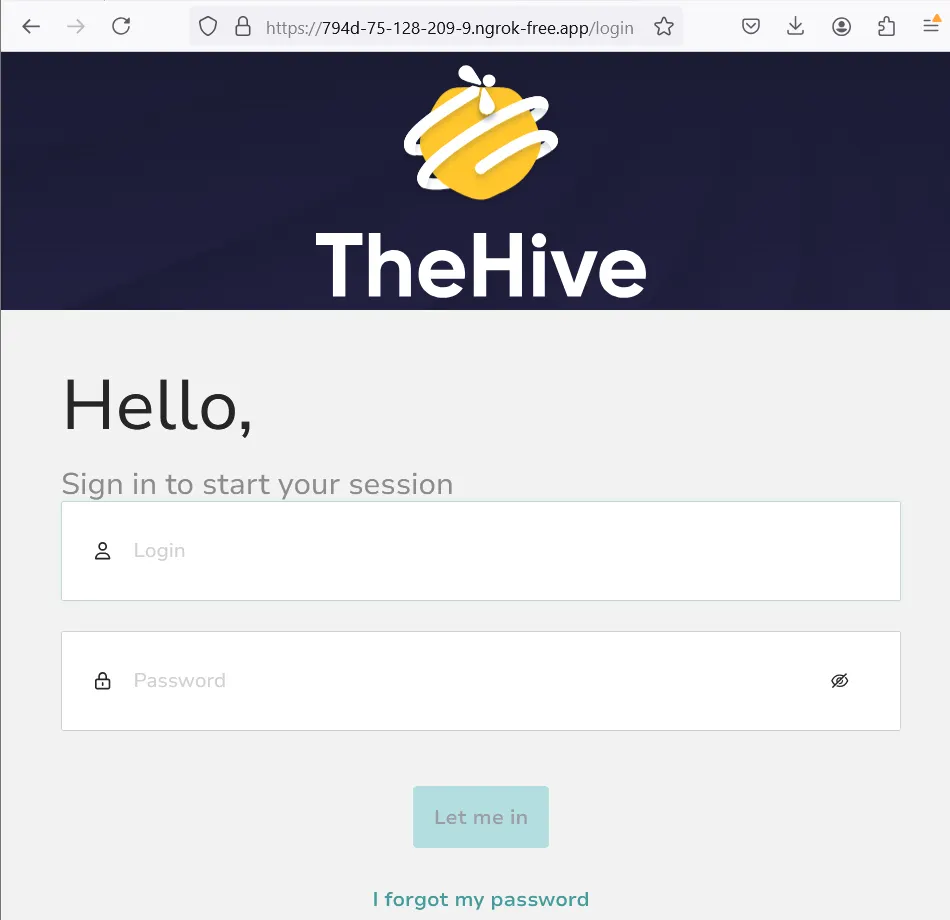 https://794d-75-128-209-9.ngrok-free.app/login
TheHive
Hello,
Sign in to start your session
Login
Password
Let me in
I forgot my password